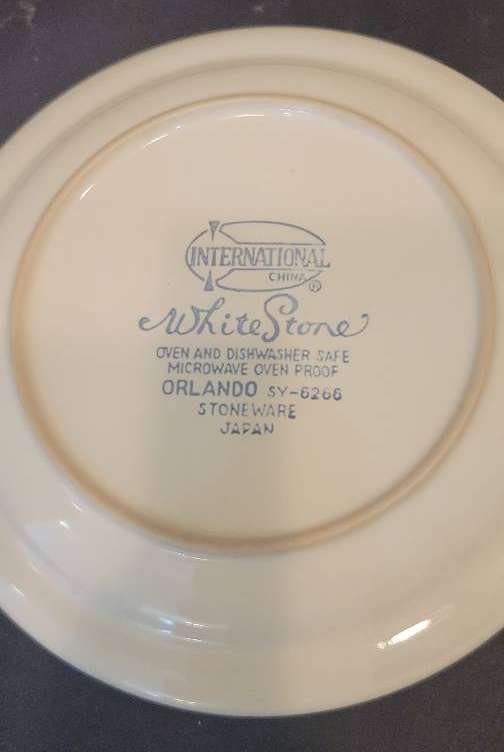 INTERNATIONAL
CHINA ®
White Stone
OVEN AND DISHWASHER SAFE
MICROWAVE OVEN PROOF
ORLANDO SY-6266
STONEWARE
JAPAN